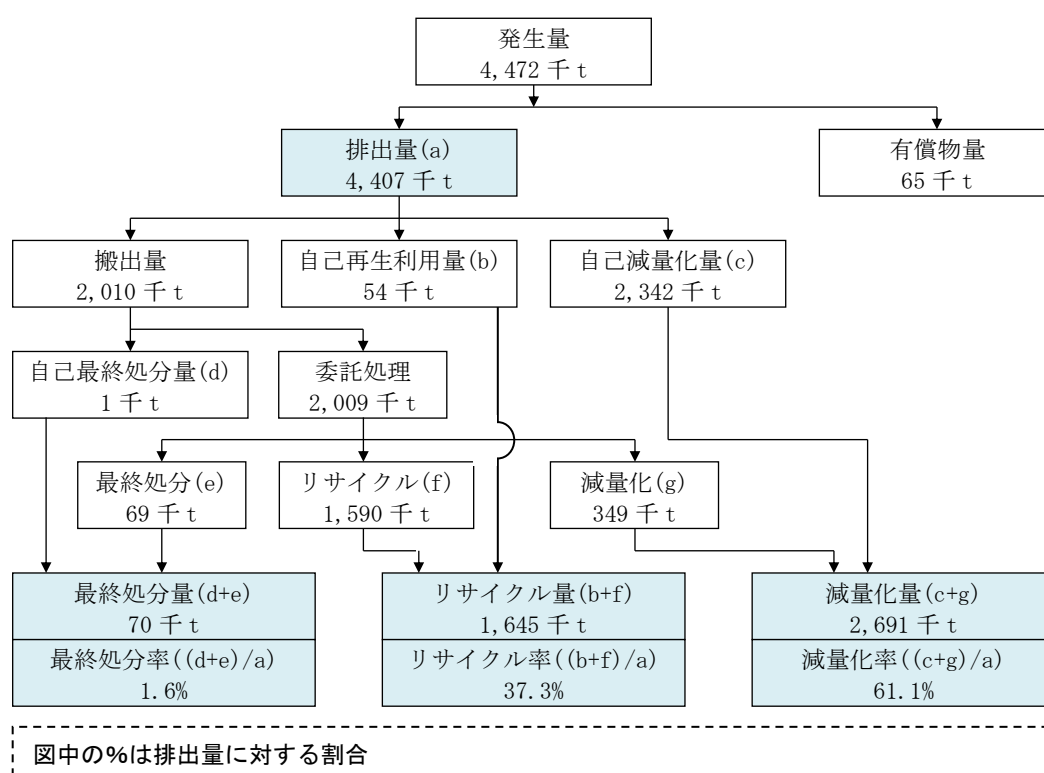 発生量
4,472 千 t
排出量(a)
4,407 千 t
有償物量
65 千 t
搬出量
2,010 千 t
自己再生利用量(b)
54 千 t
自己減量化量(c)
2,342 千 t
自己最終処分量(d)
1 千 t
委託処理
2,009 千 t
最終処分(e)
69 千 t
リサイクル(f)
1,590 千 t
減量化(g)
349 千 t
最終処分量(d+e)
70 千 t
最終処分率((d+e)/a)
1.6%
リサイクル量(b+f)
1,645 千 t
リサイクル率((b+f)/a)
37.3%
減量化量(c+g)
2,691 千 t
減量化率((c+g)/a)
61.1%
図中の%は排出量に対する割合